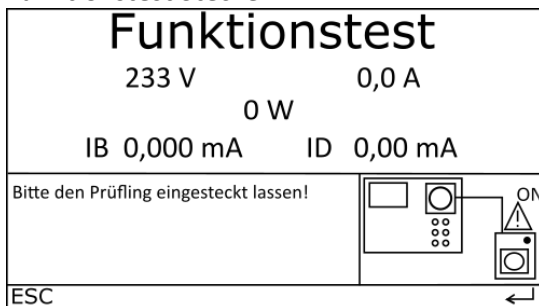 Funktionstest
233 V 0,0 A
0 W
IB 0,000 mA ID 0,00 mA
Bitte den Prüfling eingesteckt lassen!
ON
ESC